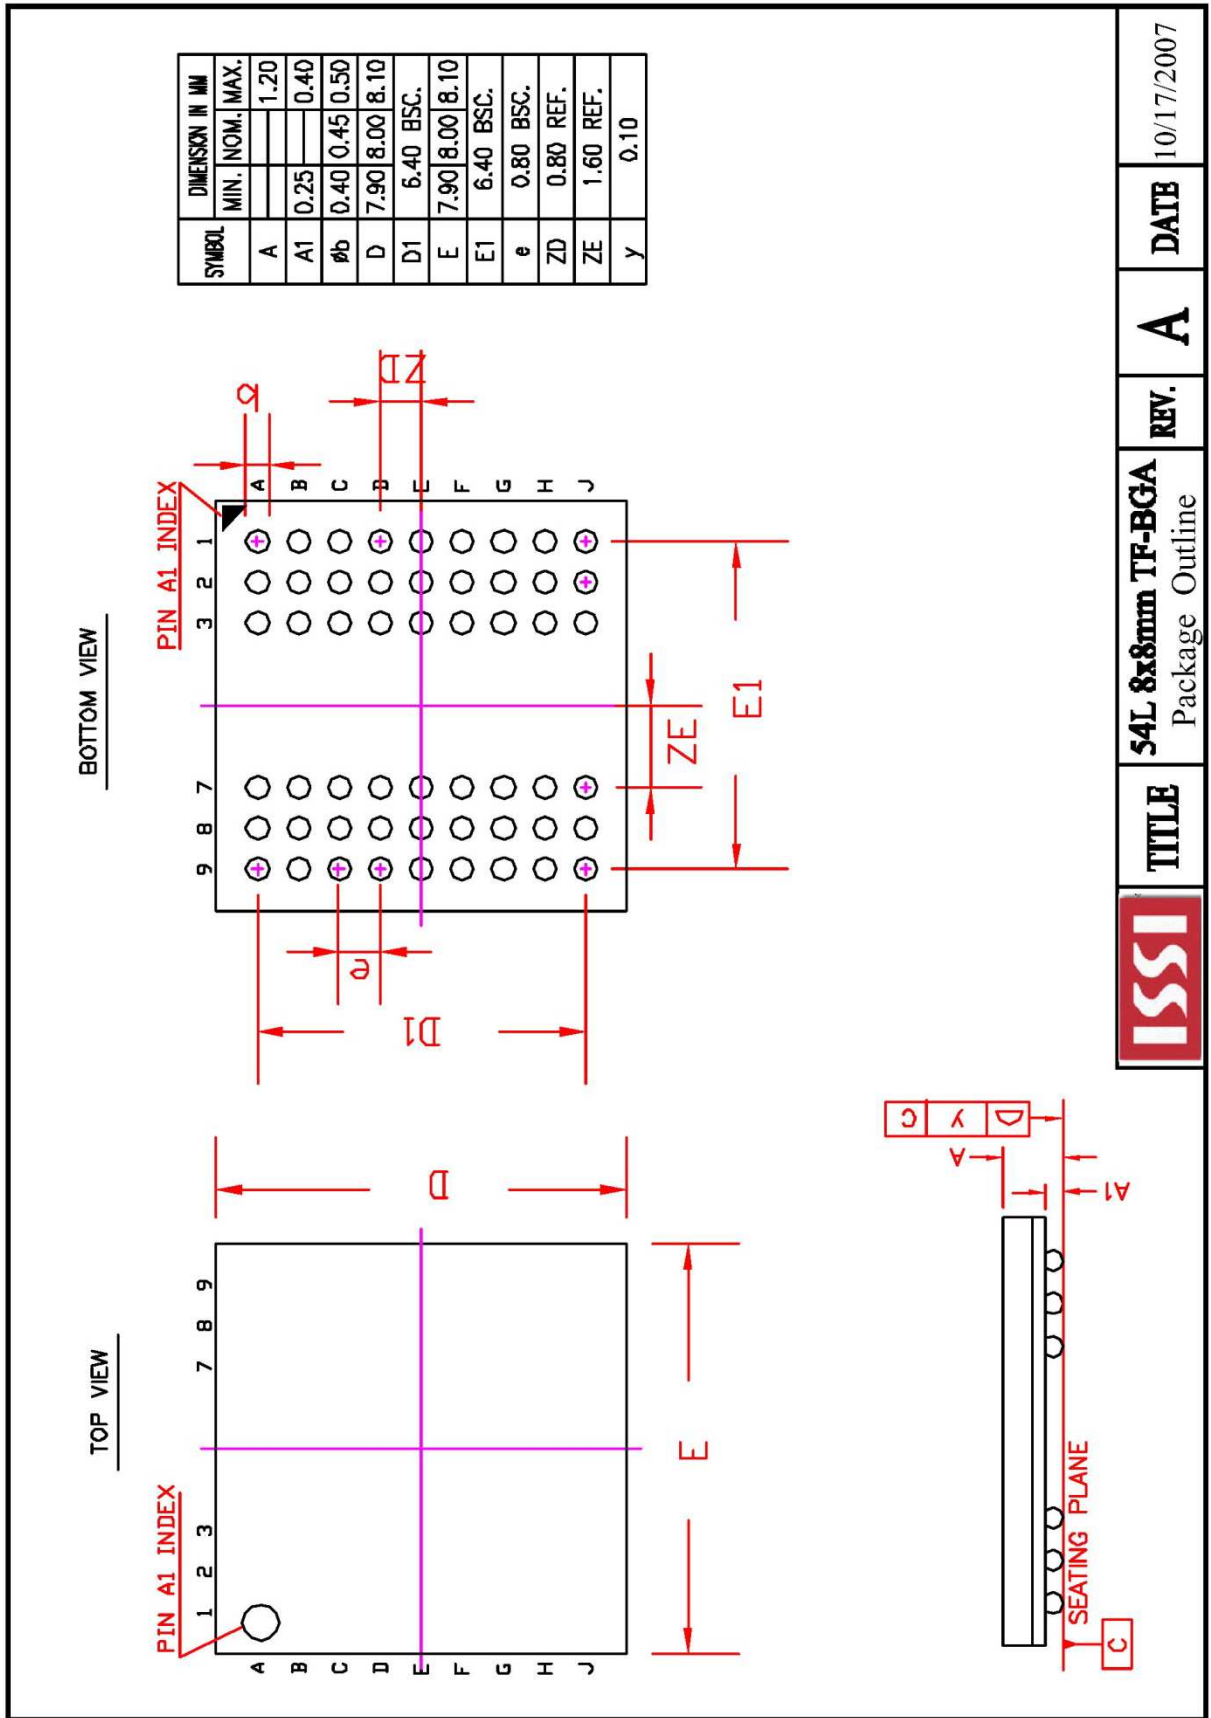 TOP VIEW
PIN A1 INDEX
1 2 3 7 8 9
A
B
C
D
E
F
G
H
J
D
E
BOTTOM VIEW
PIN A1 INDEX
9 8 7 3 2 1
A
B
C
D
E
F
G
H
J
b
ZD
e
D1
ZE
E1
SYMBOL DIMENSION IN MM
MIN. NOM. MAX.
A 1.20
A1 0.25 0.40
øb 0.40 0.45 0.50
D 7.90 8.00 8.10
D1 6.40 BSC.
E 7.90 8.00 8.10
E1 6.40 BSC.
e 0.80 BSC.
ZD 0.80 REF.
ZE 1.60 REF.
y 0.10
SEATING PLANE
C
A
A1
y C
ISSI
TITLE 54L 8x8mm TF-BGA
Package Outline
REV. A DATE 10/17/2007